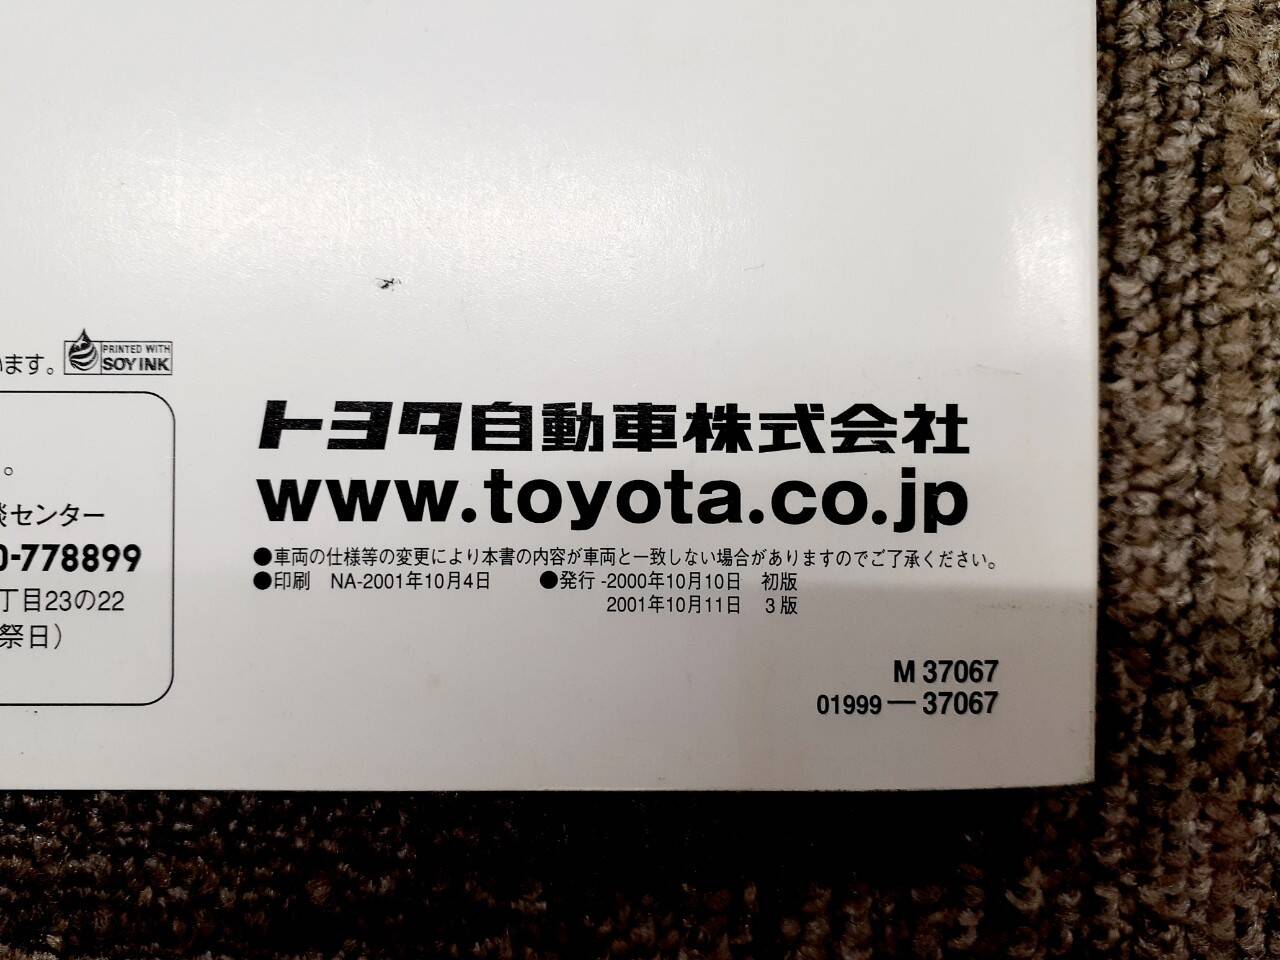 います。
PRINTED WITH
SOY INK
。
談センター
0-778899
丁目23の22
祭日）
トヨタ自動車株式会社
www.toyota.co.jp
●車両の仕様等の変更により本書の内容が車両と一致しない場合がありますのでご了承ください。
●印刷　NA-2001年10月4日　●発行-2000年10月10日　初版
2001年10月11日　3版
M 37067
01999－37067